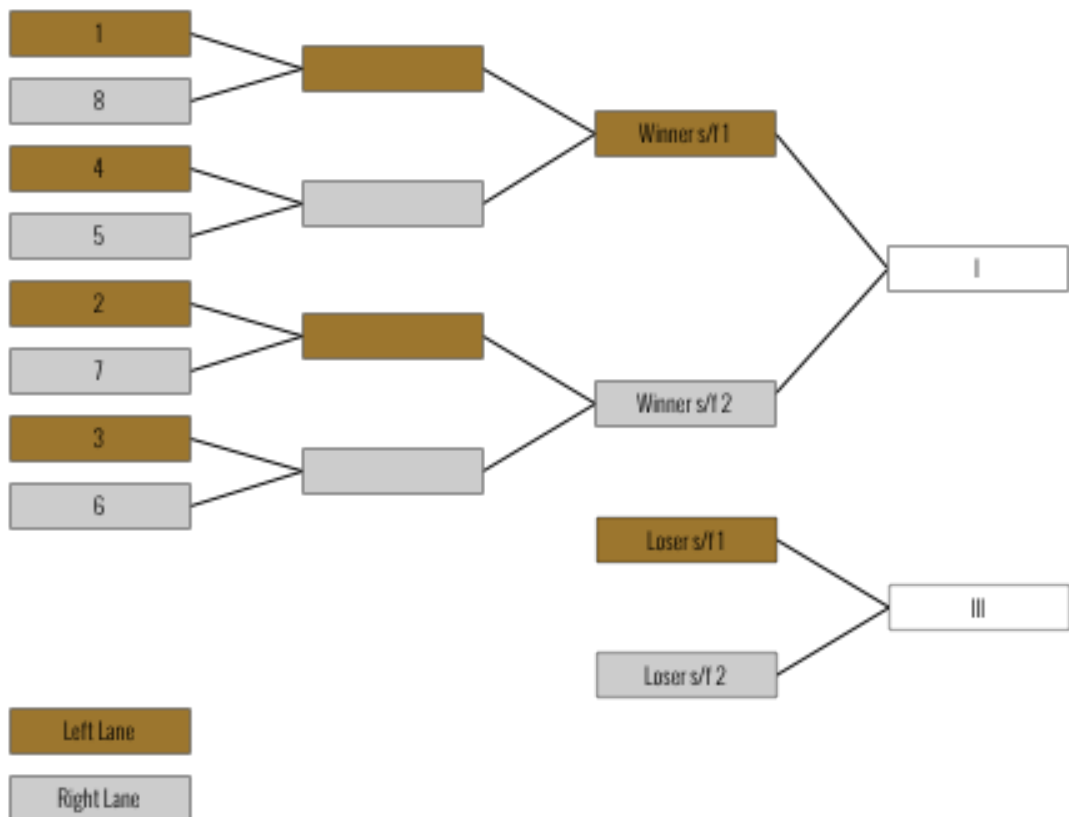 1
8
4
5
2
7
3
6
Winner s/f 1
Winner s/f 2
I
Loser s/f 1
Loser s/f 2
III
Left Lane
Right Lane